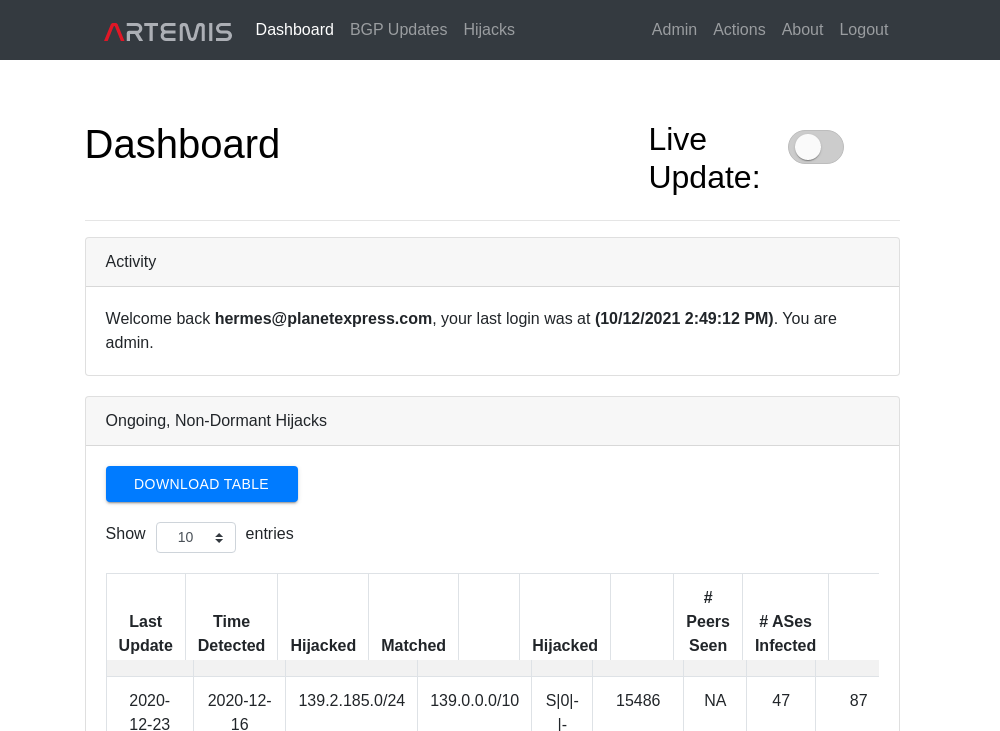 ARTEMIS Dashboard BGP Updates Hijacks Admin Actions About Logout
Dashboard
Live
Update:
Activity
Welcome back hermes@planetexpress.com, your last login was at (10/12/2021 2:49:12 PM). You are
admin.
Ongoing, Non-Dormant Hijacks
DOWNLOAD TABLE
Show 10 entries
Last Update Time Detected Hijacked Matched Hijacked # Peers Seen # ASes Infected
2020- 2020-12- 139.2.185.0/24 139.0.0.0/10 S|0|- 15486 NA 47 87
12-23 16 |-